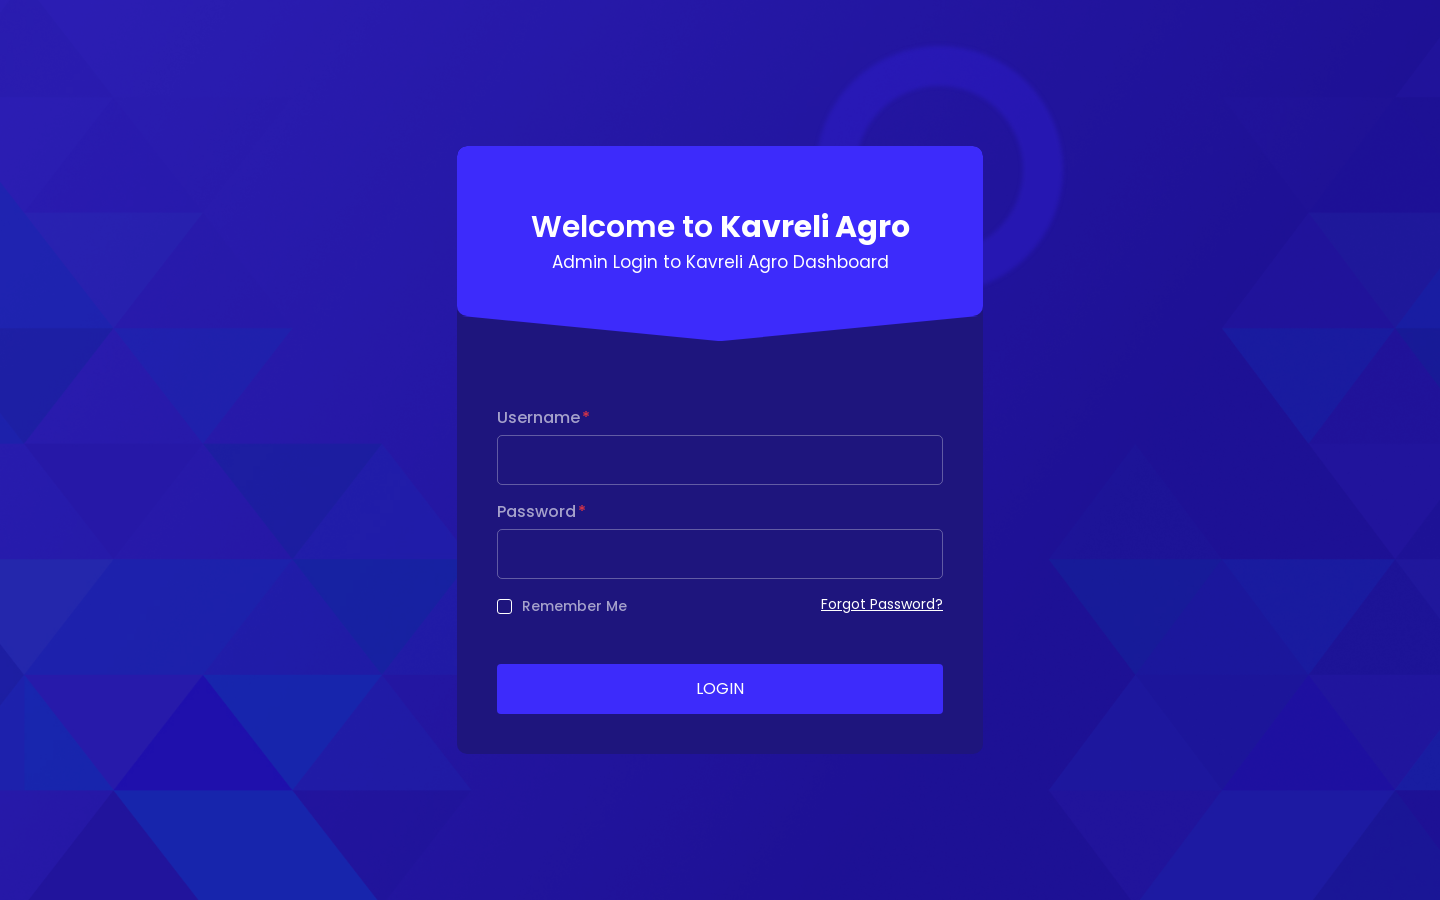 Welcome to Kavreli Agro
Admin Login to Kavreli Agro Dashboard
Username *
Password *
Remember Me
Forgot Password?
LOGIN